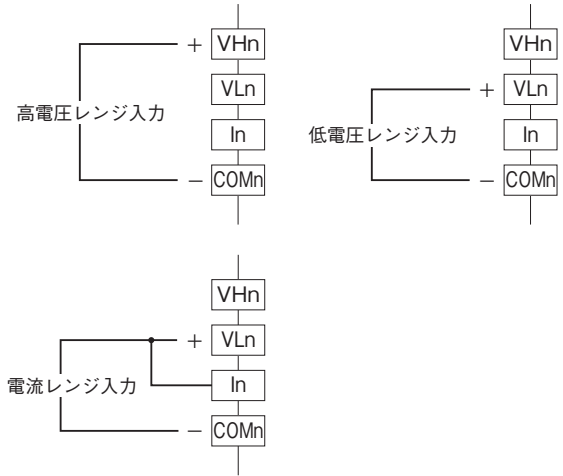 + VHn
VLn
高電圧レンジ入力
In
− COMn
VHn
+ VLn
低電圧レンジ入力
In
− COMn
VHn
+ VLn
電流レンジ入力
In
− COMn